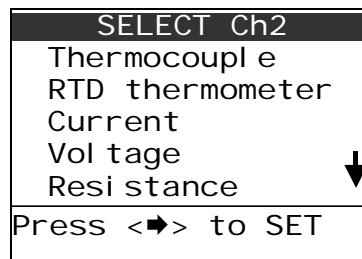 SELECT Ch2
Thermocouple
RTD thermometer
Current
Voltage
Resistance
Press <➡> to SET